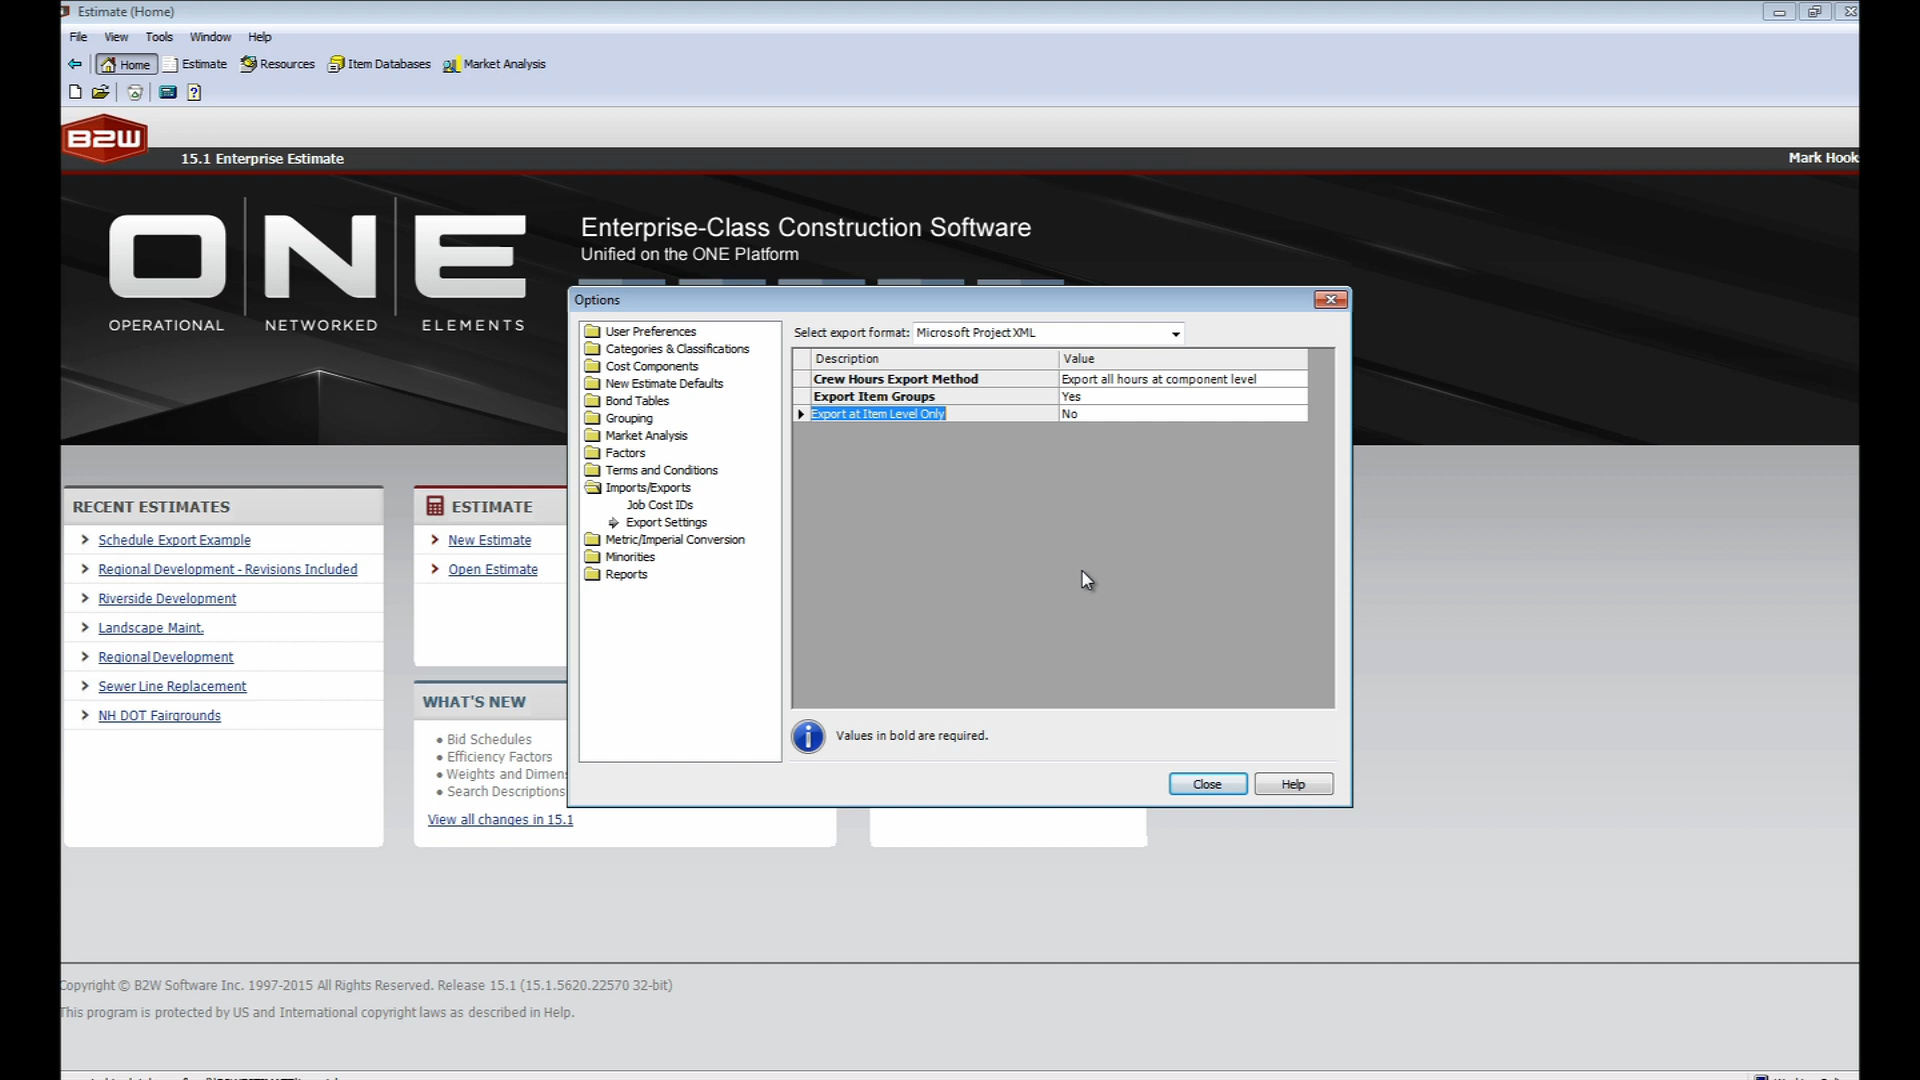 Estimate (Home)
File View Tools Window Help
Home Estimate Resources Item Databases Market Analysis
B2W
15.1 Enterprise Estimate
Mark Hook
ONE
OPERATIONAL NETWORKED ELEMENTS
Enterprise-Class Construction Software
Unified on the ONE Platform
Options
User Preferences
Categories & Classifications
Cost Components
New Estimate Defaults
Bond Tables
Grouping
Market Analysis
Factors
Terms and Conditions
Imports/Exports
Job Cost IDs
Export Settings
Metric/Imperial Conversion
Minorities
Reports
Select export format: Microsoft Project XML
Description Value
Crew Hours Export Method Export all hours at component level
Export Item Groups Yes
Export at Item Level Only No
Values in bold are required.
Close Help
RECENT ESTIMATES
Schedule Export Example
Regional Development - Revisions Included
Riverside Development
Landscape Maint.
Regional Development
Sewer Line Replacement
NH DOT Fairgrounds
ESTIMATE
New Estimate
Open Estimate
WHAT'S NEW
• Bid Schedules
• Efficiency Factors
• Weights and Dimen
• Search Descriptions
View all changes in 15.1
Copyright © B2W Software Inc. 1997-2015 All Rights Reserved. Release 15.1 (15.1.5620.22570 32-bit)
This program is protected by US and International copyright laws as described in Help.